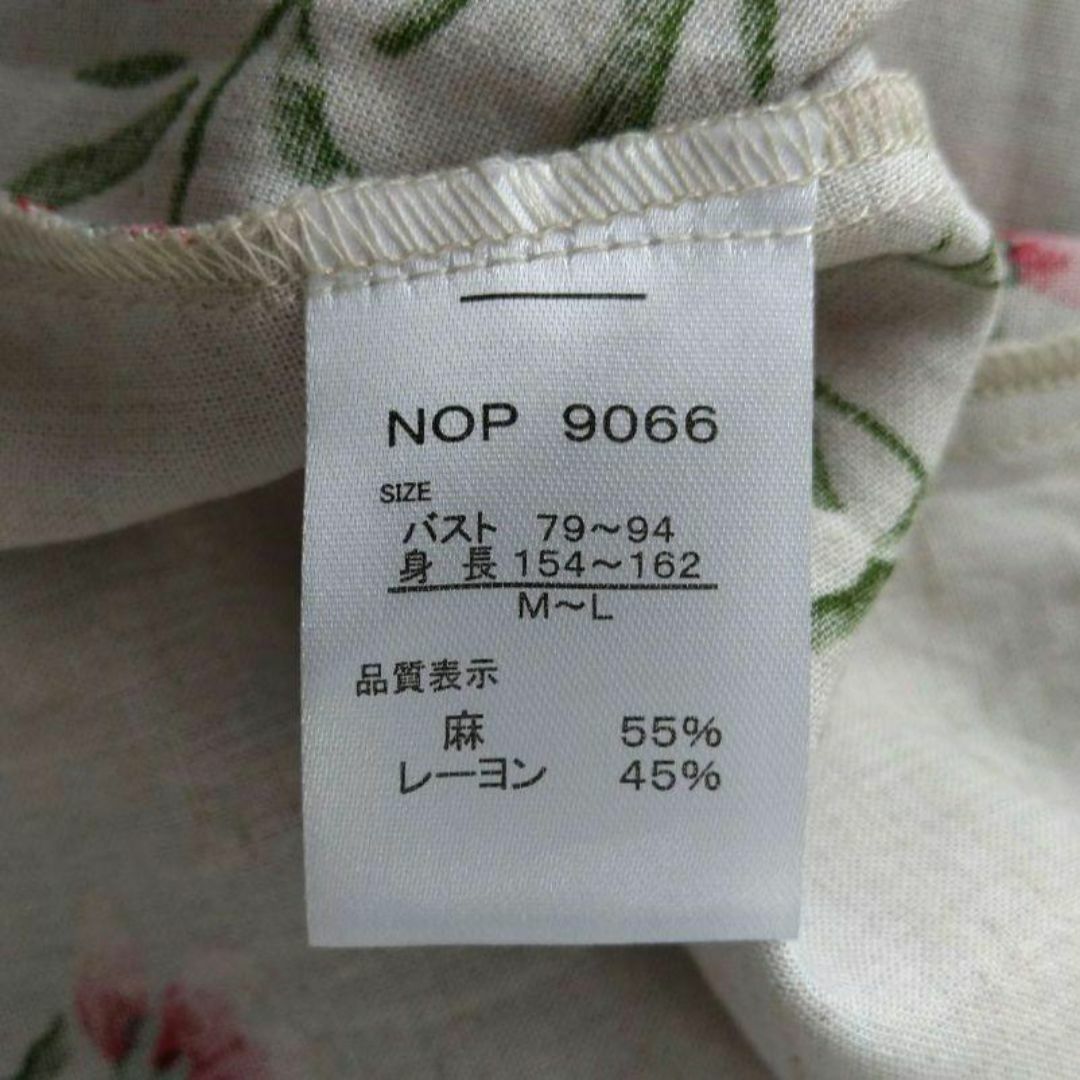 NOP 9066
SIZE
バスト 79～94
身長 154～162
M～L
品質表示
麻 55%
レーヨン 45%